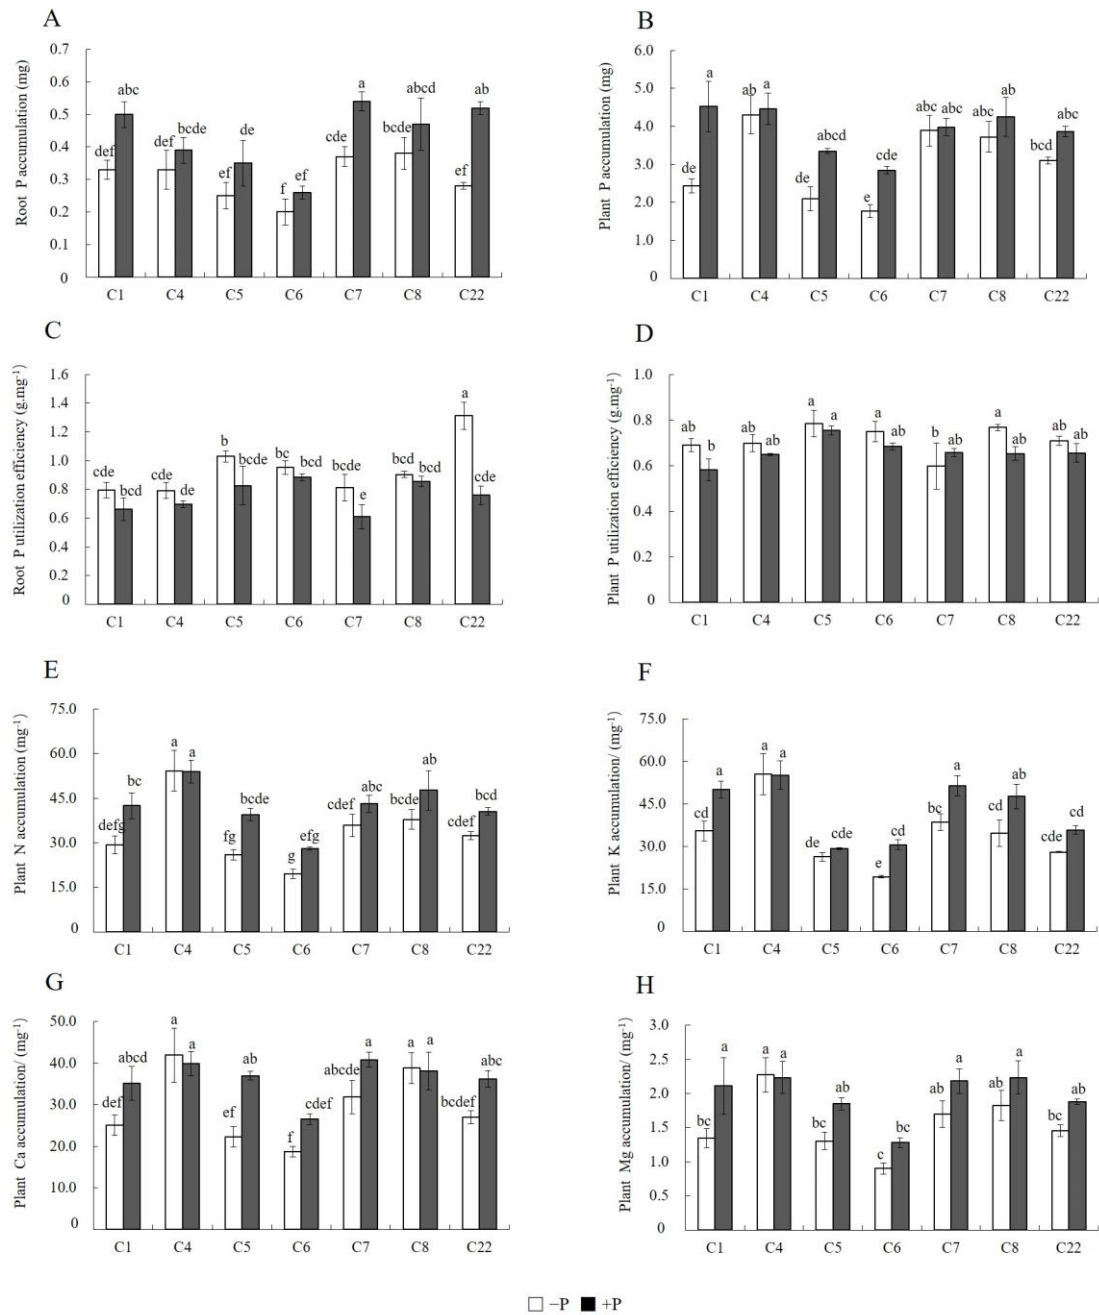 A
Root P accumulation (mg)
0.7
0.6
0.5
0.4
0.3
0.2
0.1
0
def abc def bcde ef de f ef cde a bcde abcd ef ab
C1 C4 C5 C6 C7 C8 C22
B
Plant P accumulation (mg)
6.0
5.0
4.0
3.0
2.0
1.0
0
de a ab a de abcd e cde abc abc abc ab bcd abc
C1 C4 C5 C6 C7 C8 C22
C
Root P utilization efficiency (g.mg⁻¹)
1.6
1.4
1.2
1.0
0.8
0.6
0.4
0.2
0
cde bcd cde de b bcde bc bcd bcde e bcd bcd a cde
C1 C4 C5 C6 C7 C8 C22
D
Plant P utilization efficiency (g.mg⁻¹)
1.0
0.8
0.6
0.4
0.2
0
ab b ab ab a a a ab b ab a ab ab ab
C1 C4 C5 C6 C7 C8 C22
E
Plant N accumulation (mg⁻¹)
75.0
60.0
45.0
30.0
15.0
0
defg bc a a fg bcde g efg cdef abc bcde ab cdef bcd
C1 C4 C5 C6 C7 C8 C22
F
Plant K accumulation/ (mg⁻¹)
75.0
60.0
45.0
30.0
15.0
0
cd a a a de cde e cd bc a cd ab cde cd
C1 C4 C5 C6 C7 C8 C22
G
Plant Ca accumulation/ (mg⁻¹)
50.0
40.0
30.0
20.0
10.0
0
def abcd a a ef ab f cdef abcde a a a bcdef abc
C1 C4 C5 C6 C7 C8 C22
H
Plant Mg accumulation/ (mg⁻¹)
3.0
2.5
2.0
1.5
1.0
0.5
0
bc a a a bc ab c bc ab a ab a bc ab
C1 C4 C5 C6 C7 C8 C22
−P +P